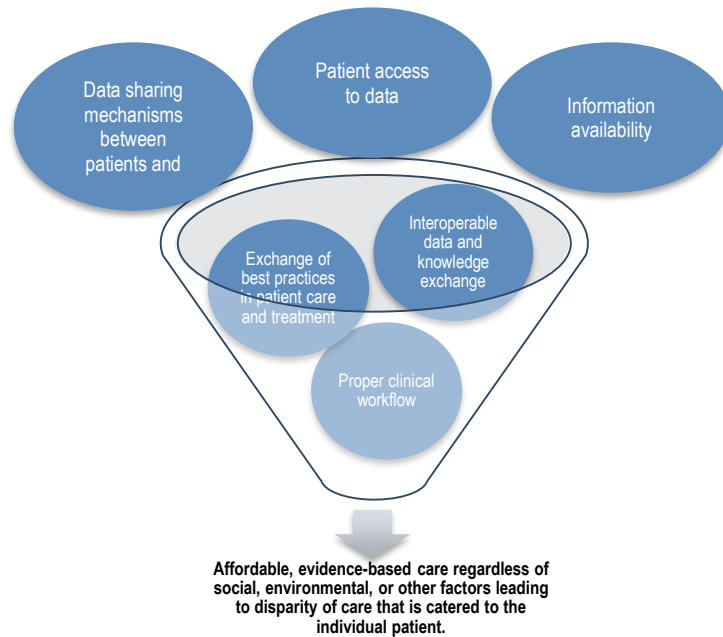 Data sharing
mechanisms
between
patients and
Patient access
to data
Information
availability
Exchange of
best practices
in patient care
and treatment
Interoperable
data and
knowledge
exchange
Proper clinical
workflow
Affordable, evidence-based care regardless of
social, environmental, or other factors leading
to disparity of care that is catered to the
individual patient.